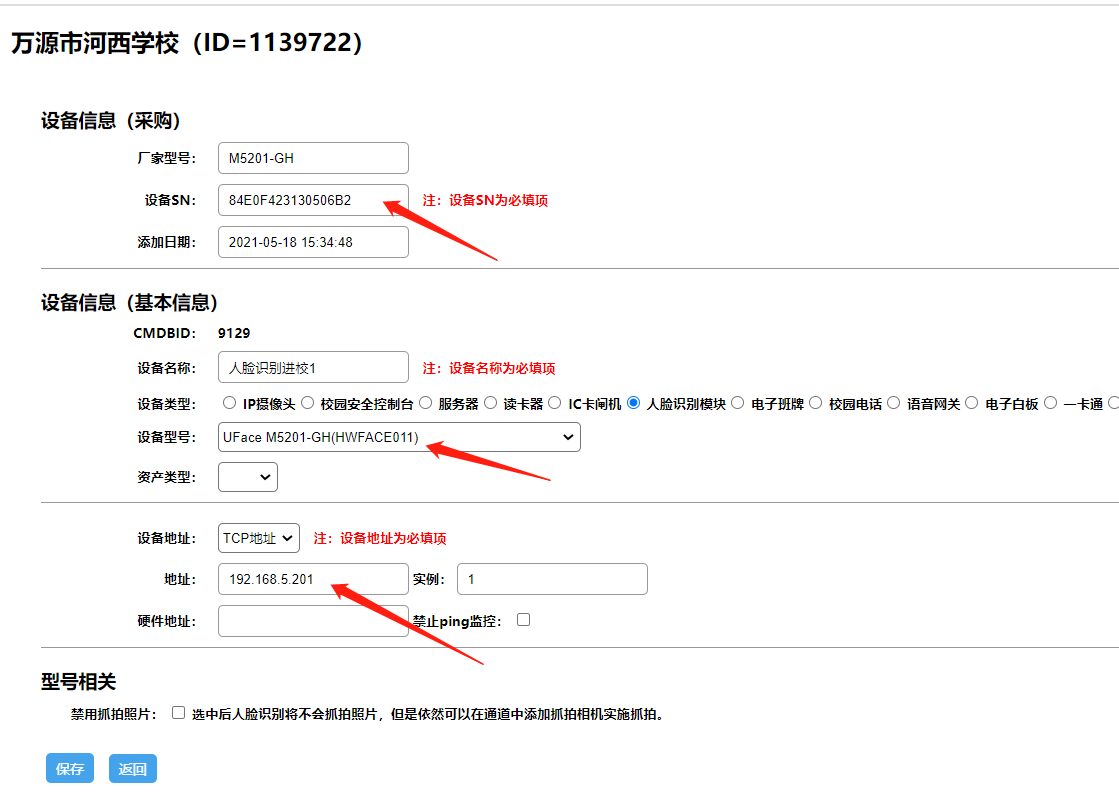 万源市河西学校（ID=1139722）
设备信息（采购）
厂家型号： M5201-GH
设备SN： 84E0F423130506B2 注：设备SN为必填项
添加日期： 2021-05-18 15:34:48
设备信息（基本信息）
CMDBID： 9129
设备名称： 人脸识别进校1 注：设备名称为必填项
设备类型： IP摄像头 校园安全控制台 服务器 读卡器 IC卡闸机 人脸识别模块 电子班牌 校园电话 语音网关 电子白板 一卡通
设备型号： UFace M5201-GH(HWFACE011)
资产类型：
设备地址： TCP地址 注：设备地址为必填项
地址： 192.168.5.201 实例： 1
硬件地址： 禁止ping监控：
型号相关
禁用抓拍照片： 选中后人脸识别将不会抓拍照片，但是依然可以在通道中添加抓拍相机实施抓拍。
保存 返回